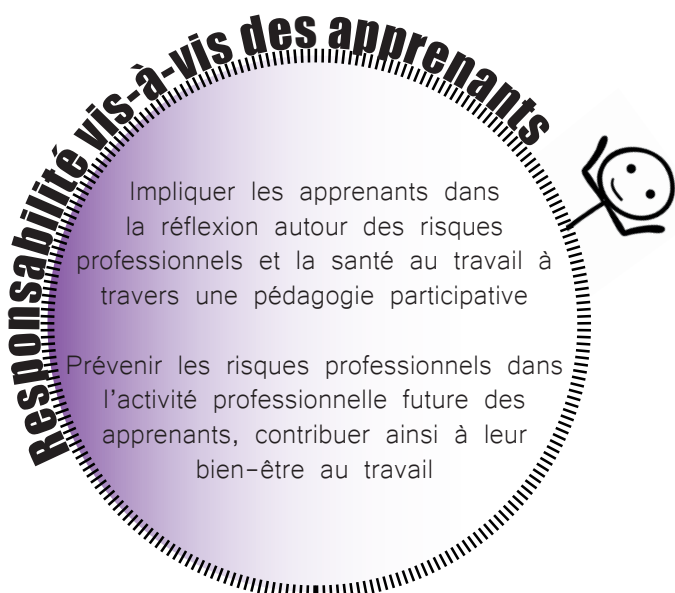 Responsabilité vis-à-vis des apprenants
Impliquer les apprenants dans
la réflexion autour des risques
professionnels et la santé au travail à
travers une pédagogie participative
Prévenir les risques professionnels dans
l'activité professionnelle future des
apprenants, contribuer ainsi à leur
bien-être au travail